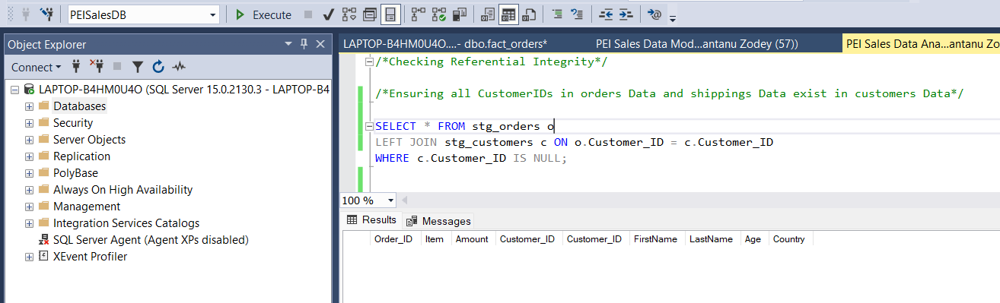 PEISalesDB
Execute
Object Explorer
Connect
LAPTOP-B4HM0U4O (SQL Server 15.0.2130.3 - LAPTOP-B4
Databases
Security
Server Objects
Replication
PolyBase
Always On High Availability
Management
Integration Services Catalogs
SQL Server Agent (Agent XPs disabled)
XEvent Profiler
LAPTOP-B4HM0U4O....- dbo.fact_orders*
PEI Sales Data Mod...antanu Zodey (57))
PEI Sales Data Ana...antanu Zo
/*Checking Referential Integrity*/
/*Ensuring all CustomerIDs in orders Data and shippings Data exist in customers Data*/
SELECT * FROM stg_orders o
LEFT JOIN stg_customers c ON o.Customer_ID = c.Customer_ID
WHERE c.Customer_ID IS NULL;
100 %
Results Messages
Order_ID Item Amount Customer_ID Customer_ID FirstName LastName Age Country